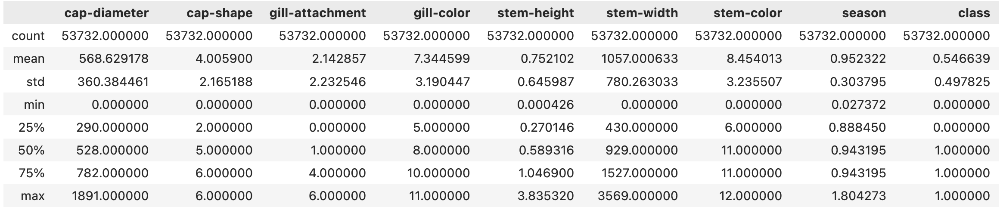 cap-diameter cap-shape gill-attachment gill-color stem-height stem-width stem-color season class
count 53732.000000 53732.000000 53732.000000 53732.000000 53732.000000 53732.000000 53732.000000 53732.000000 53732.000000
mean 568.629178 4.005900 2.142857 7.344599 0.752102 1057.000633 8.454013 0.952322 0.546639
std 360.384461 2.165188 2.232546 3.190447 0.645987 780.263033 3.235507 0.303795 0.497825
min 0.000000 0.000000 0.000000 0.000000 0.000426 0.000000 0.000000 0.027372 0.000000
25% 290.000000 2.000000 0.000000 5.000000 0.270146 430.000000 6.000000 0.888450 0.000000
50% 528.000000 5.000000 1.000000 8.000000 0.589316 929.000000 11.000000 0.943195 1.000000
75% 782.000000 6.000000 4.000000 10.000000 1.046900 1527.000000 11.000000 0.943195 1.000000
max 1891.000000 6.000000 6.000000 11.000000 3.835320 3569.000000 12.000000 1.804273 1.000000